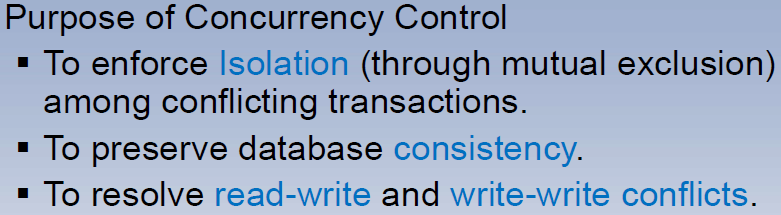 Purpose of Concurrency Control
▪ To enforce Isolation (through mutual exclusion)
among conflicting transactions.
▪ To preserve database consistency.
▪ To resolve read-write and write-write conflicts.